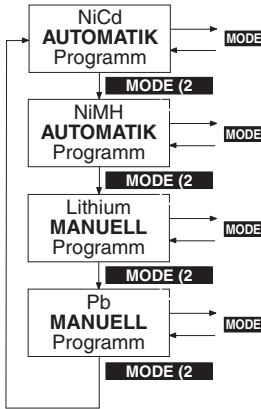 NiCd
AUTOMATIK
Programm
MODE
MODE (2
NiMH
AUTOMATIK
Programm
MODE
MODE (2
Lithium
MANUELL
Programm
MODE
MODE (2
Pb
MANUELL
Programm
MODE
MODE (2